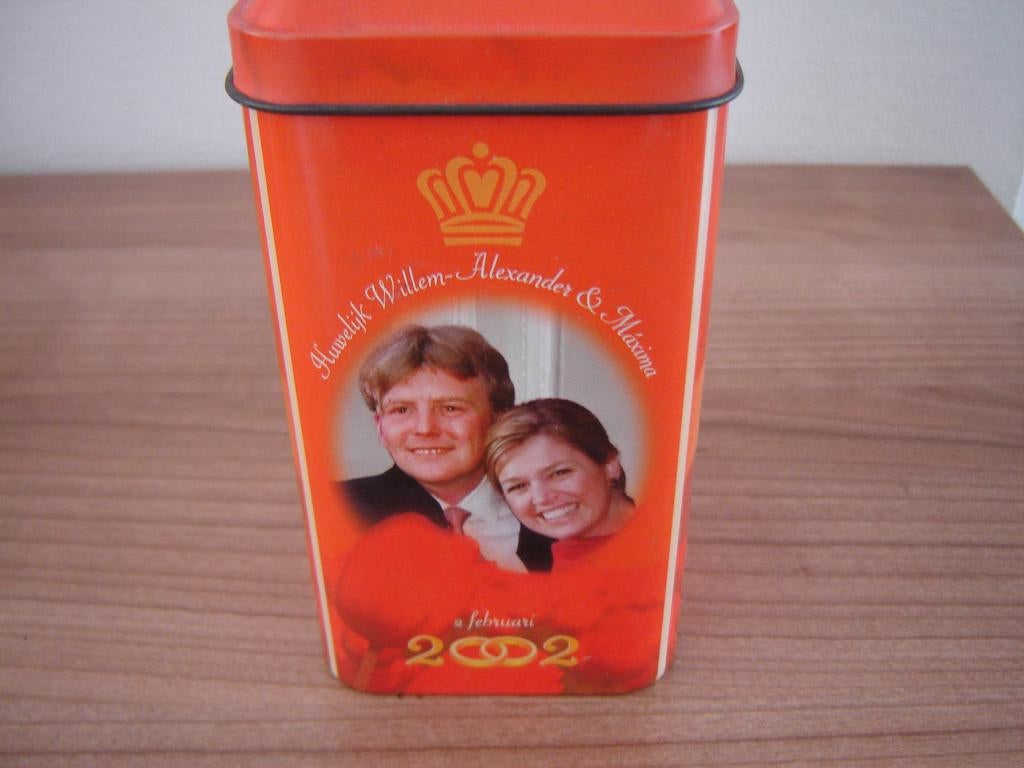 Huwelijk Willem-Alexander & Máxima
2 februari
2002